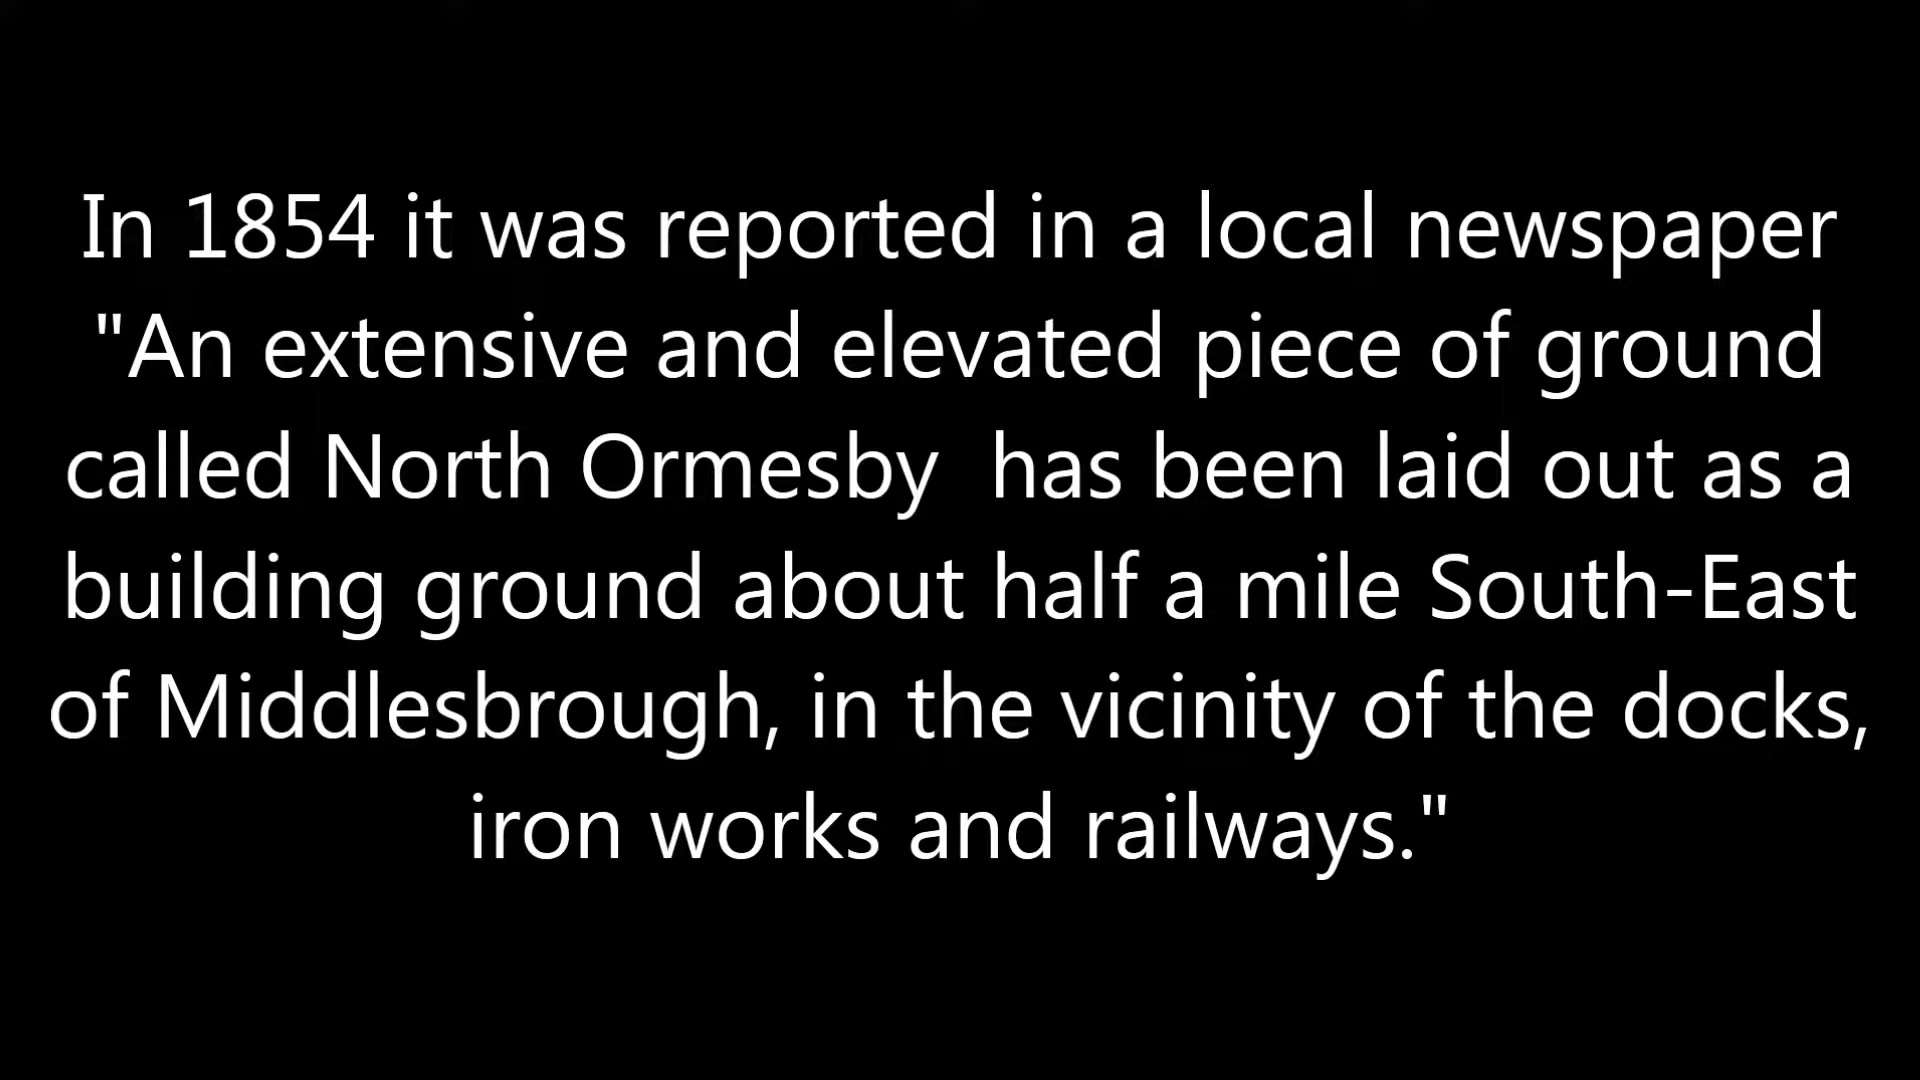 In 1854 it was reported in a local newspaper
"An extensive and elevated piece of ground
called North Ormesby  has been laid out as a
building ground about half a mile South-East
of Middlesbrough, in the vicinity of the docks,
iron works and railways."